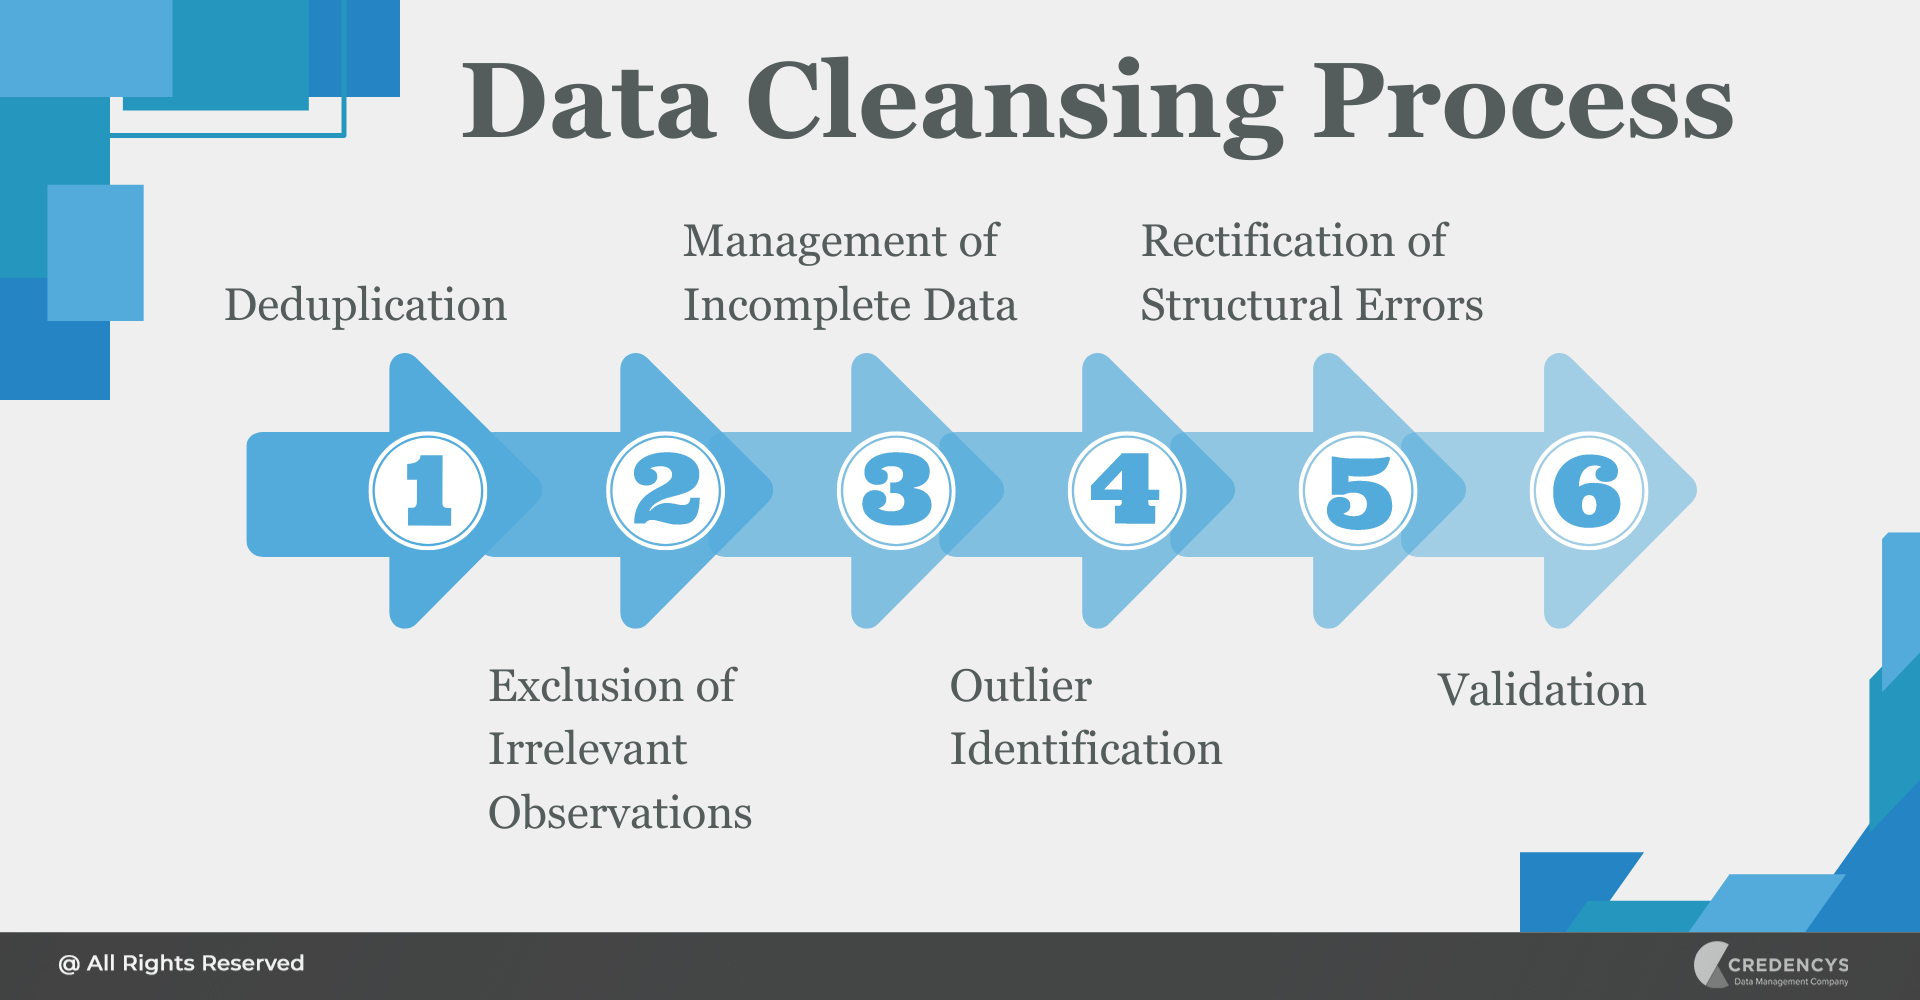 Data Cleansing Process
Deduplication
Management of
Incomplete Data
Rectification of
Structural Errors
1
2
3
4
5
6
Exclusion of
Irrelevant
Observations
Outlier
Identification
Validation
@ All Rights Reserved
CREDENCYS
Data Management Company